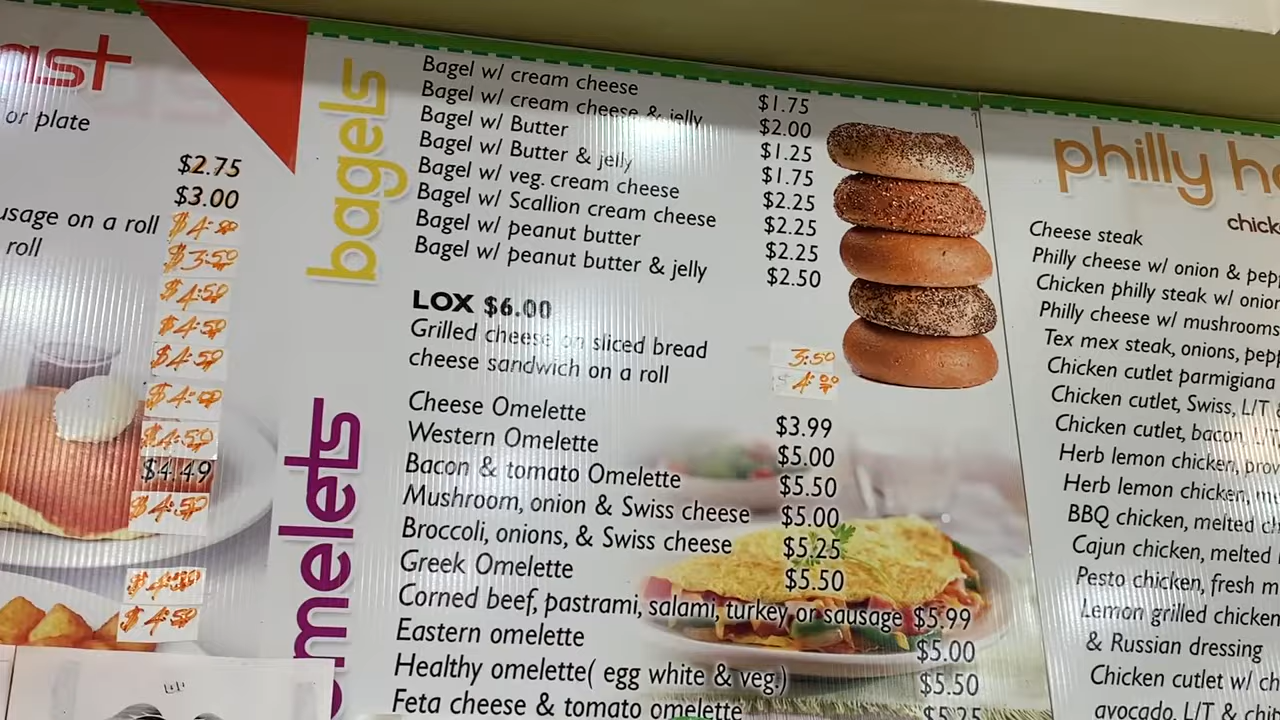 ast
or plate
$2.75
$3.00
usage on a roll $4.00
roll $3.50
$4.50
$4.50
$4.50
$4.00
$4.50
$4.49
$4.50
$4.50
$4.50
bagels
Bagel w/ cream cheese $1.75
Bagel w/ cream cheese & jelly $2.00
Bagel w/ Butter $1.25
Bagel w/ Butter & jelly $1.75
Bagel w/ veg. cream cheese $2.25
Bagel w/ Scallion cream cheese $2.25
Bagel w/ peanut butter $2.25
Bagel w/ peanut butter & jelly $2.50
LOX $6.00
Grilled cheese on sliced bread 3.50
cheese sandwich on a roll $4.00
omelets
Cheese Omelette $3.99
Western Omelette $5.00
Bacon & tomato Omelette $5.50
Mushroom, onion & Swiss cheese $5.00
Broccoli, onions, & Swiss cheese $5.25
Greek Omelette $5.50
Corned beef, pastrami, salami, turkey or sausage $5.99
Eastern omelette $5.00
Healthy omelette( egg white & veg.) $5.50
Feta cheese & tomato omelette $5.25
philly he
chick
Cheese steak
Philly cheese w/ onion & pepp
Chicken philly steak w/ onion
Philly cheese w/ mushrooms
Tex mex steak, onions, pepp
Chicken cutlet parmigiana
Chicken cutlet, Swiss, L/T
Chicken cutlet, bacon, L/T
Herb lemon chicken, prov
Herb lemon chicken, m
BBQ chicken, melted ch
Cajun chicken, melted
Pesto chicken, fresh m
Lemon grilled chicken
& Russian dressing
Chicken cutlet w/ ch
avocado, L/T & chip